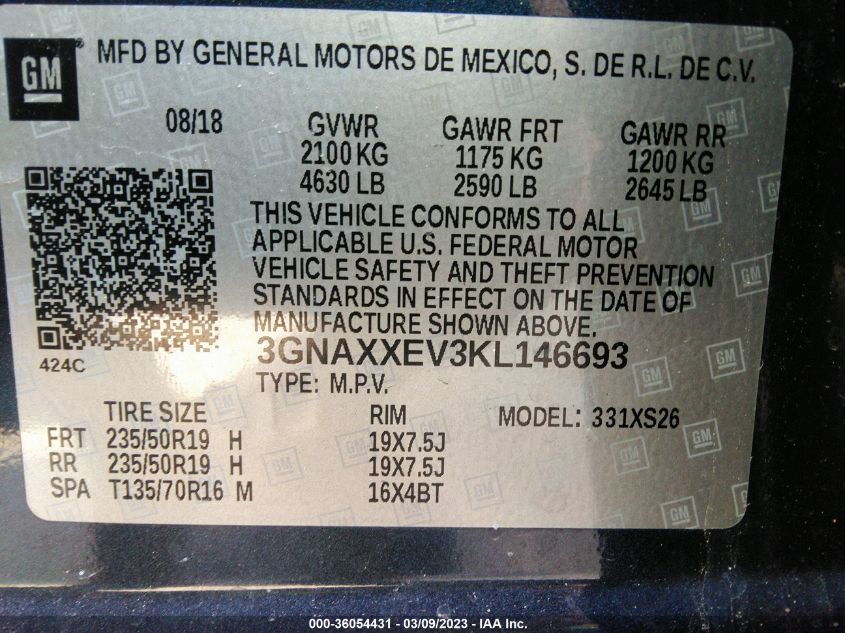 GM
MFD BY GENERAL MOTORS DE MEXICO, S. DE R.L. DE C.V.
08/18 GVWR GAWR FRT GAWR RR
2100 KG 1175 KG 1200 KG
4630 LB 2590 LB 2645 LB
THIS VEHICLE CONFORMS TO ALL
APPLICABLE U.S. FEDERAL MOTOR
VEHICLE SAFETY AND THEFT PREVENTION
STANDARDS IN EFFECT ON THE DATE OF
MANUFACTURE SHOWN ABOVE.
424C
3GNAXXEV3KL146693
TYPE: M.P.V.
TIRE SIZE RIM MODEL: 331XS26
FRT 235/50R19 H 19X7.5J
RR 235/50R19 H 19X7.5J
SPA T135/70R16 M 16X4BT
000-36054431 - 03/09/2023 - IAA Inc.